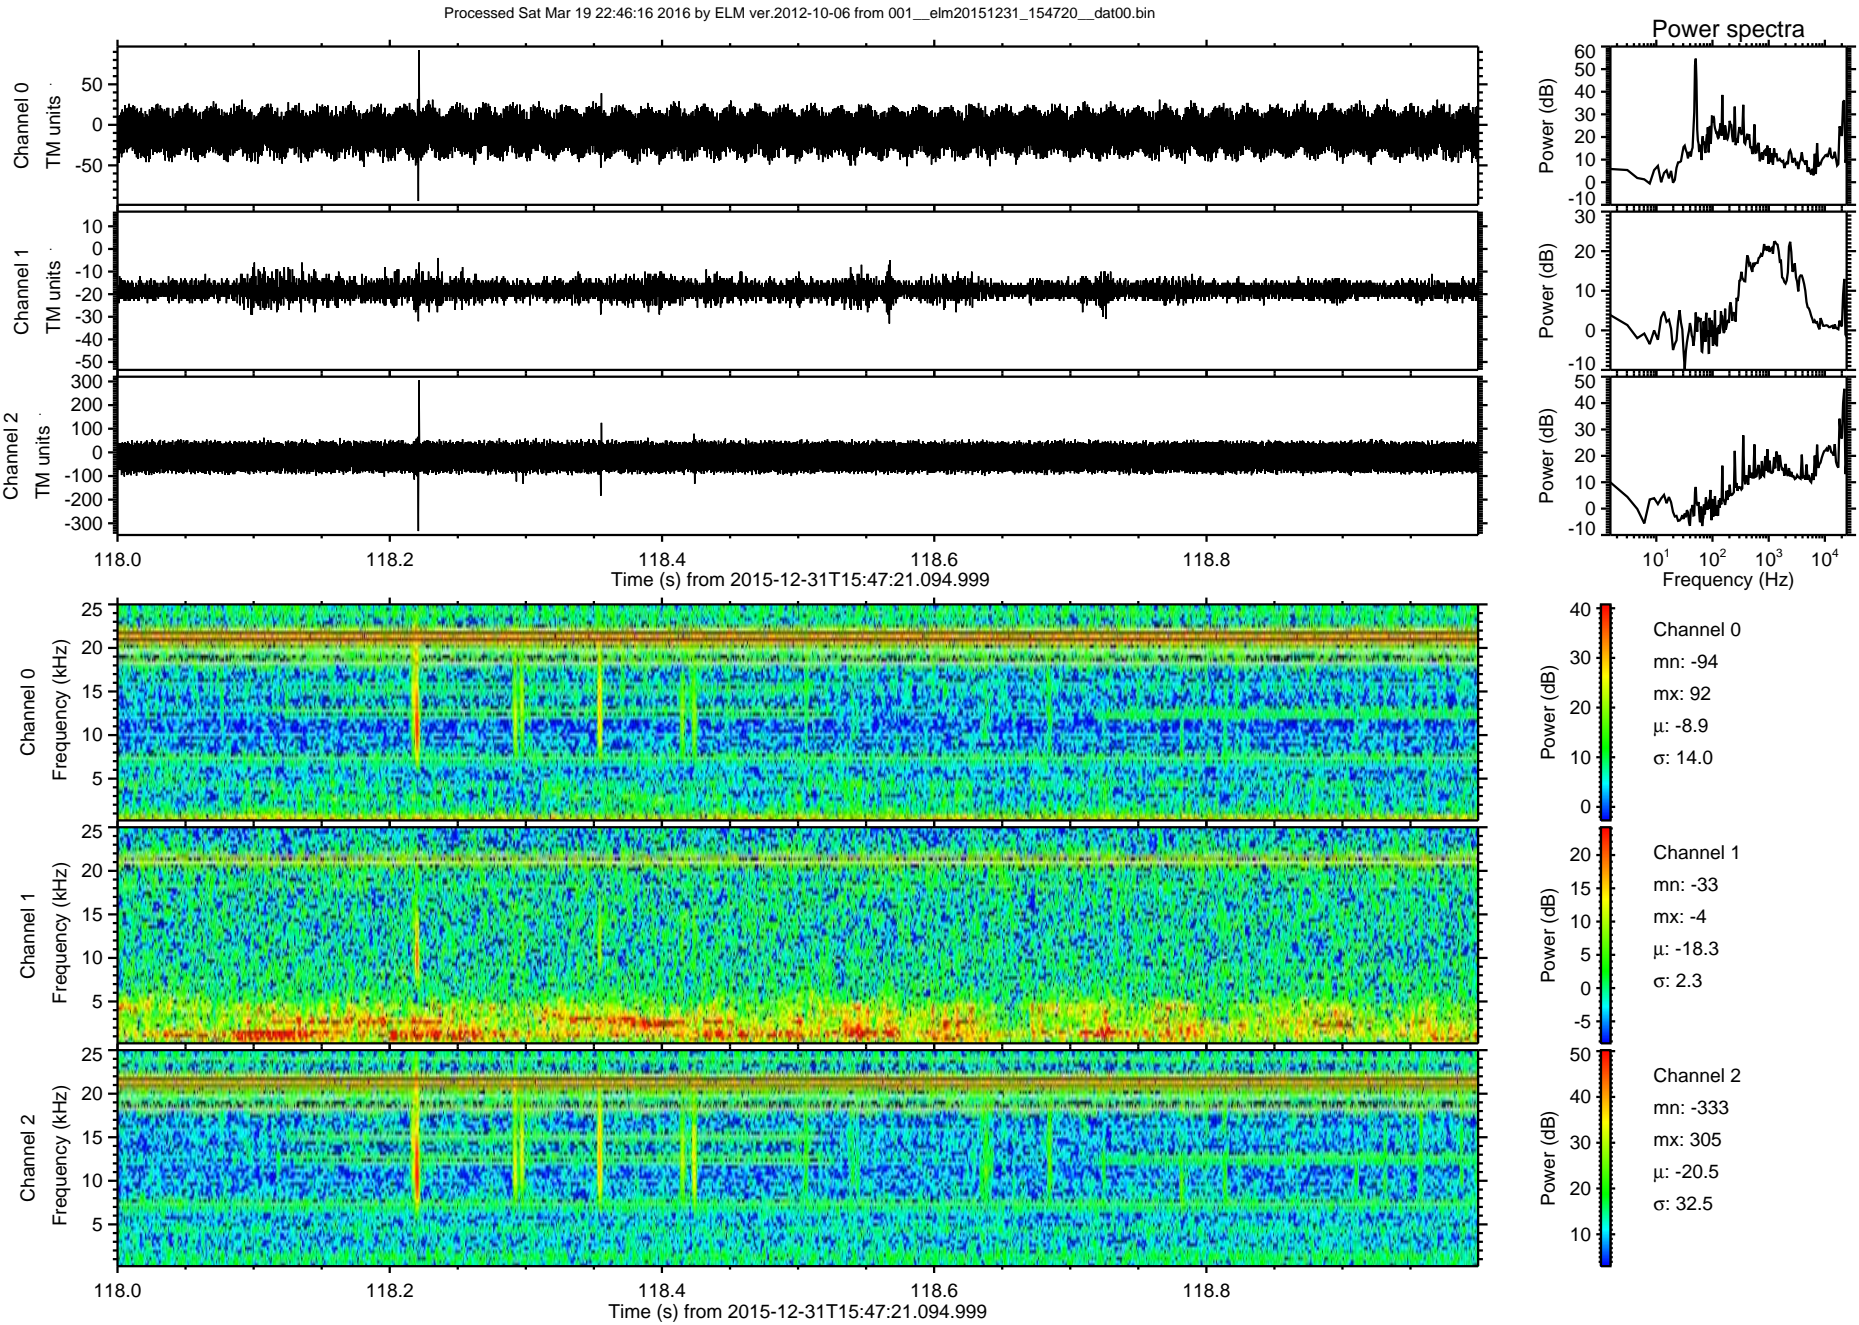 Processed Sat Mar 19 22:46:16 2016 by ELM ver.2012-10-06 from 001__elm20151231_154720__dat00.bin
Power spectra
Channel 0
TM units
50
0
-50
Power (dB)
60
50
40
30
20
10
0
-10
Channel 1
TM units
10
0
-10
-20
-30
-40
-50
Power (dB)
30
20
10
0
-10
Channel 2
TM units
300
200
100
0
-100
-200
-300
Power (dB)
50
40
30
20
10
0
-10
118.0 118.2 118.4 118.6 118.8
Time (s) from 2015-12-31T15:47:21.094.999
10^1 10^2 10^3 10^4
Frequency (Hz)
Channel 0
Frequency (kHz)
25
20
15
10
5
Power (dB)
40
30
20
10
0
Channel 0
mn: -94
mx: 92
μ: -8.9
σ: 14.0
Channel 1
Frequency (kHz)
25
20
15
10
5
Power (dB)
20
15
10
5
0
-5
Channel 1
mn: -33
mx: -4
μ: -18.3
σ: 2.3
Channel 2
Frequency (kHz)
25
20
15
10
5
Power (dB)
50
40
30
20
10
Channel 2
mn: -333
mx: 305
μ: -20.5
σ: 32.5
118.0 118.2 118.4 118.6 118.8
Time (s) from 2015-12-31T15:47:21.094.999